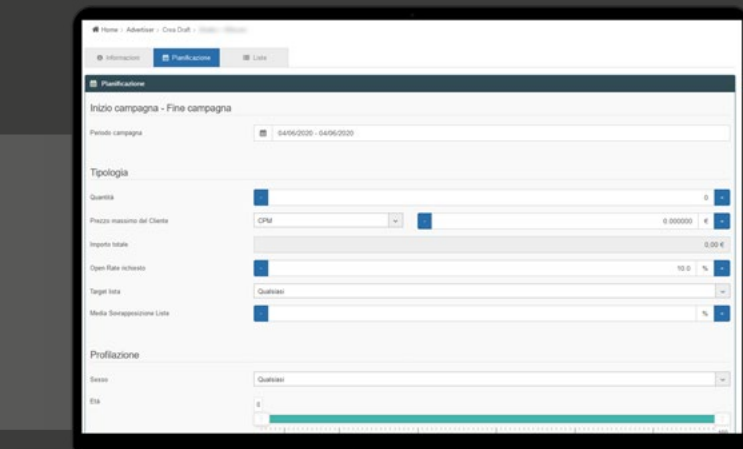 Home > Advertiser > Crea Draft >
Informazioni Pianificazione Liste
Pianificazione
Inizio campagna - Fine campagna
Periodo campagna 04/06/2020 - 04/06/2020
Tipologia
Quantità - 0 +
Prezzo massimo del Cliente CPM - 0.000000 € +
Importo totale 0,00 €
Open Rate richiesto - 10.0 % +
Target lista Qualsiasi
Media Sovrapposizione Liste - % +
Profilazione
Sesso Qualsiasi
Età